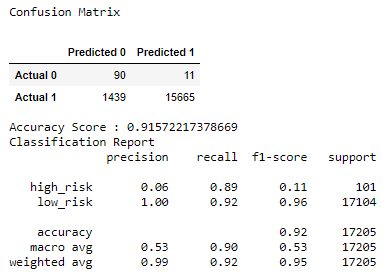 Confusion Matrix
Predicted 0 Predicted 1
Actual 0 90 11
Actual 1 1439 15665
Accuracy Score : 0.91572217378669
Classification Report
precision recall f1-score support
high_risk 0.06 0.89 0.11 101
low_risk 1.00 0.92 0.96 17104
accuracy 0.92 17205
macro avg 0.53 0.90 0.53 17205
weighted avg 0.99 0.92 0.95 17205